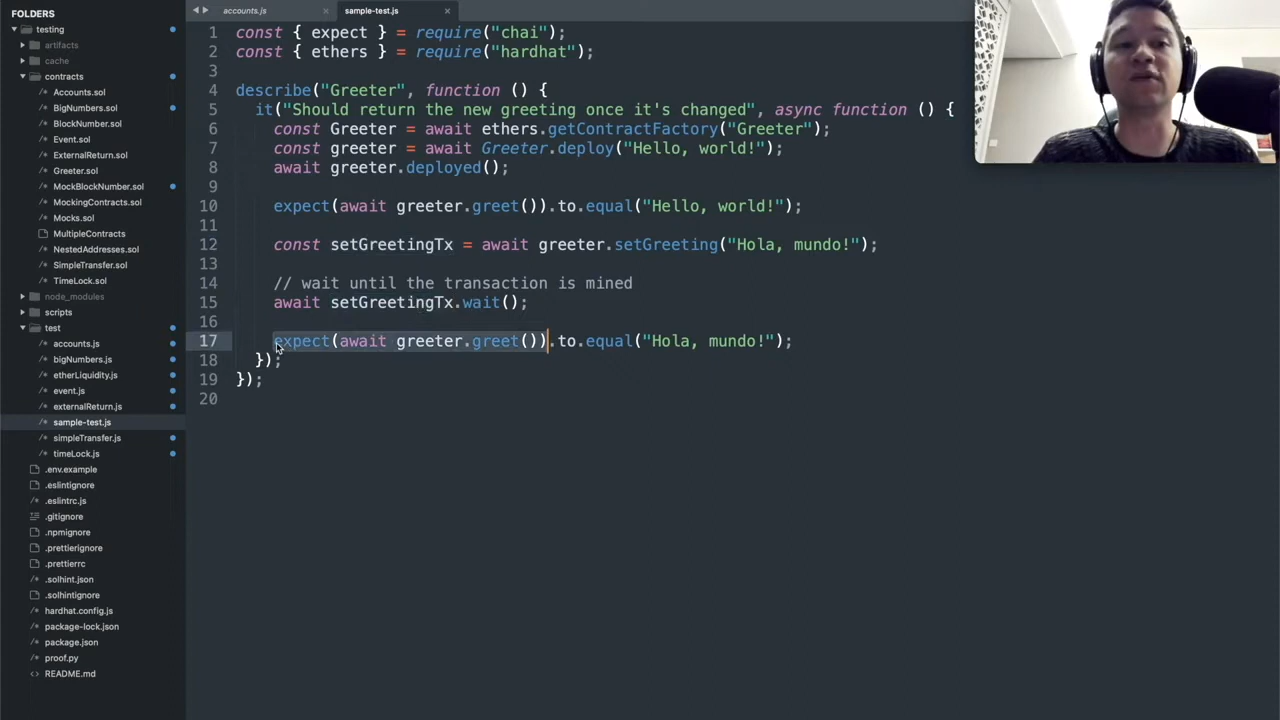 FOLDERS
testing
artifacts
cache
contracts
Accounts.sol
BigNumbers.sol
BlockNumber.sol
Event.sol
ExternalReturn.sol
Greeter.sol
MockBlockNumber.sol
MockingContracts.sol
Mocks.sol
MultipleContracts
NestedAddresses.sol
SimpleTransfer.sol
TimeLock.sol
node_modules
scripts
test
accounts.js
bigNumbers.js
etherLiquidity.js
event.js
externalReturn.js
sample-test.js
simpleTransfer.js
timeLock.js
.env.example
.eslintignore
.eslintrc.js
.gitignore
.npmignore
.prettierignore
.prettierrc
.solhint.json
.solhintignore
hardhat.config.js
package-lock.json
package.json
proof.py
README.md
accounts.js × sample-test.js ×
1 const { expect } = require("chai");
2 const { ethers } = require("hardhat");
3
4 describe("Greeter", function () {
5 it("Should return the new greeting once it's changed", async function () {
6 const Greeter = await ethers.getContractFactory("Greeter");
7 const greeter = await Greeter.deploy("Hello, world!");
8 await greeter.deployed();
9
10 expect(await greeter.greet()).to.equal("Hello, world!");
11
12 const setGreetingTx = await greeter.setGreeting("Hola, mundo!");
13
14 // wait until the transaction is mined
15 await setGreetingTx.wait();
16
17 expect(await greeter.greet()).to.equal("Hola, mundo!");
18 });
19 });
20